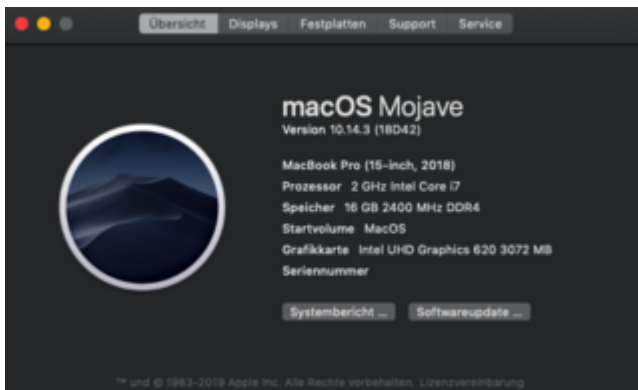 Übersicht Displays Festplatten Support Service
macOS Mojave
Version 10.14.3 (18D42)
MacBook Pro (15-inch, 2018)
Prozessor 2 GHz Intel Core i7
Speicher 16 GB 2400 MHz DDR4
Startvolume MacOS
Grafikkarte Intel UHD Graphics 620 3072 MB
Seriennummer
Systembericht ... Softwareupdate ...
™ und © 1983-2019 Apple Inc. Alle Rechte vorbehalten. Lizenzvereinbarung